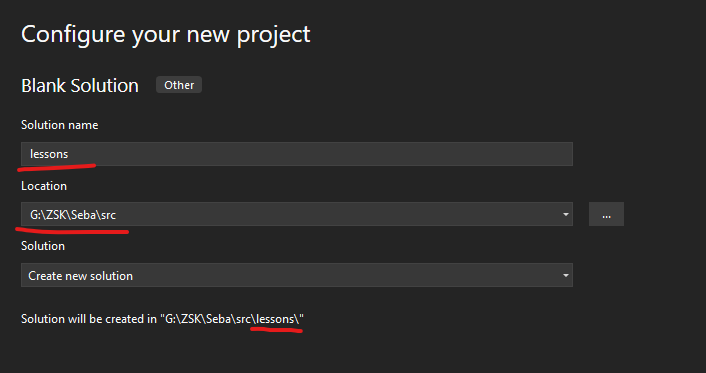 Configure your new project
Blank Solution Other
Solution name
lessons
Location
G:\ZSK\Seba\src
...
Solution
Create new solution
Solution will be created in "G:\ZSK\Seba\src\lessons\"